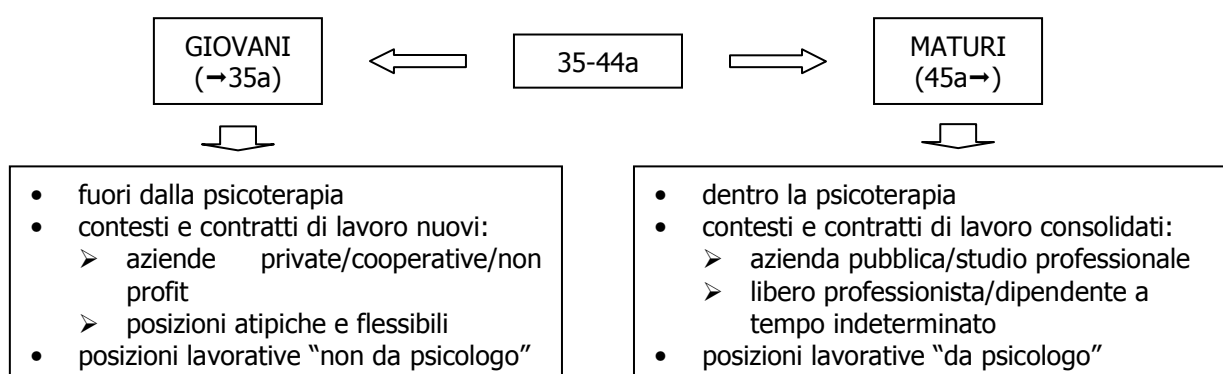 GIOVANI
(→35a)
35-44a
MATURI
(45a→)
• fuori dalla psicoterapia
• contesti e contratti di lavoro nuovi:
➢ aziende private/cooperative/non
profit
➢ posizioni atipiche e flessibili
• posizioni lavorative “non da psicologo”
• dentro la psicoterapia
• contesti e contratti di lavoro consolidati:
➢ azienda pubblica/studio professionale
➢ libero professionista/dipendente a
tempo indeterminato
• posizioni lavorative “da psicologo”